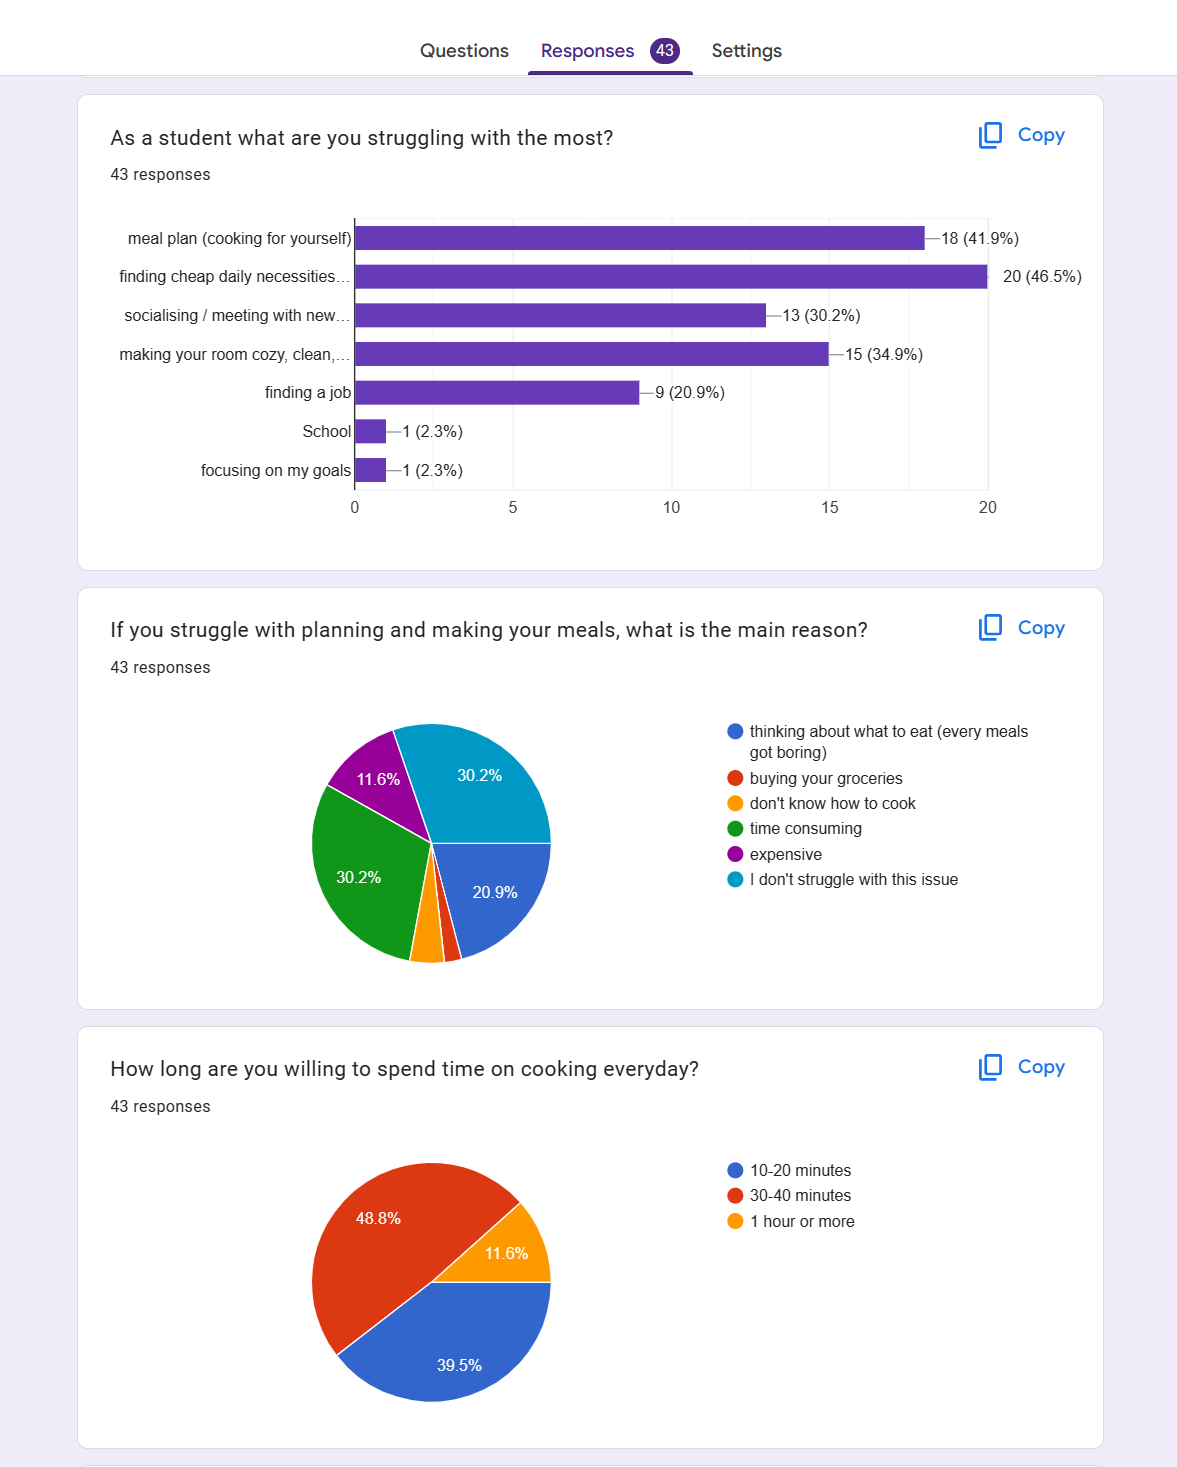 Questions Responses 43 Settings
As a student what are you struggling with the most?
Copy
43 responses
meal plan (cooking for yourself) 18 (41.9%)
finding cheap daily necessities... 20 (46.5%)
socialising / meeting with new... 13 (30.2%)
making your room cozy, clean,... 15 (34.9%)
finding a job 9 (20.9%)
School 1 (2.3%)
focusing on my goals 1 (2.3%)
0 5 10 15 20
If you struggle with planning and making your meals, what is the main reason?
Copy
43 responses
thinking about what to eat (every meals
got boring)
buying your groceries
don't know how to cook
time consuming
expensive
I don't struggle with this issue
11.6%
30.2%
30.2%
20.9%
How long are you willing to spend time on cooking everyday?
Copy
43 responses
10-20 minutes
30-40 minutes
1 hour or more
48.8%
11.6%
39.5%